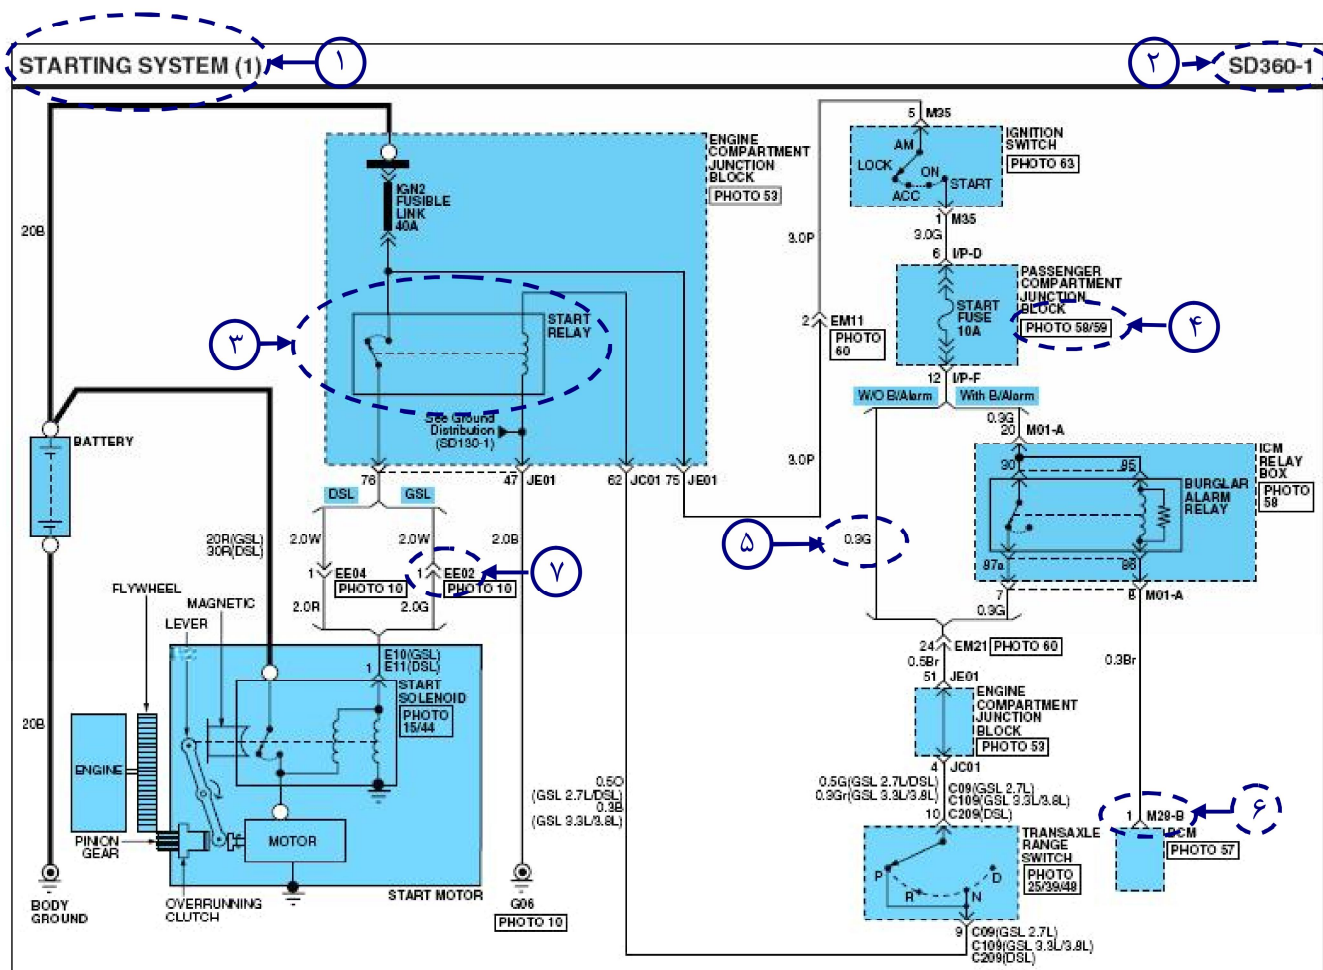 STARTING SYSTEM (1)
۱
۲
SD360-1
5 M35
IGNITION
SWITCH
PHOTO 63
AM
LOCK
ON
START
ACC
1 M35
3.0G
6 I/P-D
ENGINE
COMPARTMENT
JUNCTION
BLOCK
PHOTO 53
IGN2
FUSIBLE
LINK
40A
20B
3.0P
PASSENGER
COMPARTMENT
JUNCTION
BLOCK
PHOTO 58/59
START
FUSE
10A
۴
2 EM11
PHOTO
60
START
RELAY
۳
12 I/P-F
W/O B/Alarm
With B/Alarm
0.3G
20 M01-A
See Ground
Distribution
(SD130-1)
BATTERY
3.0P
ICM
RELAY
BOX
PHOTO
58
30
85
BURGLAR
ALARM
RELAY
76
47 JE01
62 JC01
75 JE01
DSL
GSL
20R(GSL)
30R(DSL)
2.0W
2.0W
2.0B
۵
0.3G
87a
86
1 EE04
PHOTO 10
1 EE02
PHOTO 10
۷
7
8 M01-A
0.3G
FLYWHEEL
MAGNETIC
LEVER
2.0R
2.0G
24 EM21
PHOTO 60
0.5Br
0.3Br
51 JE01
E10(GSL)
1 E11(DSL)
START
SOLENOID
PHOTO
15/44
ENGINE
COMPARTMENT
JUNCTION
BLOCK
PHOTO 53
20B
ENGINE
4 JC01
0.5O
(GSL 2.7L/DSL)
0.3B
(GSL 3.3L/3.8L)
0.5G(GSL 2.7L/DSL)
0.3Gr(GSL 3.3L/3.8L)
C09(GSL 2.7L)
C109(GSL 3.3L/3.8L)
10 C209(DSL)
1 M28-B
۶
BCM
PHOTO 57
PINION
GEAR
MOTOR
TRANSAXLE
RANGE
SWITCH
PHOTO
25/39/48
P
R
N
D
BODY
GROUND
OVERRUNNING
CLUTCH
START MOTOR
G06
PHOTO 10
9 C09(GSL 2.7L)
C109(GSL 3.3L/3.8L)
C209(DSL)